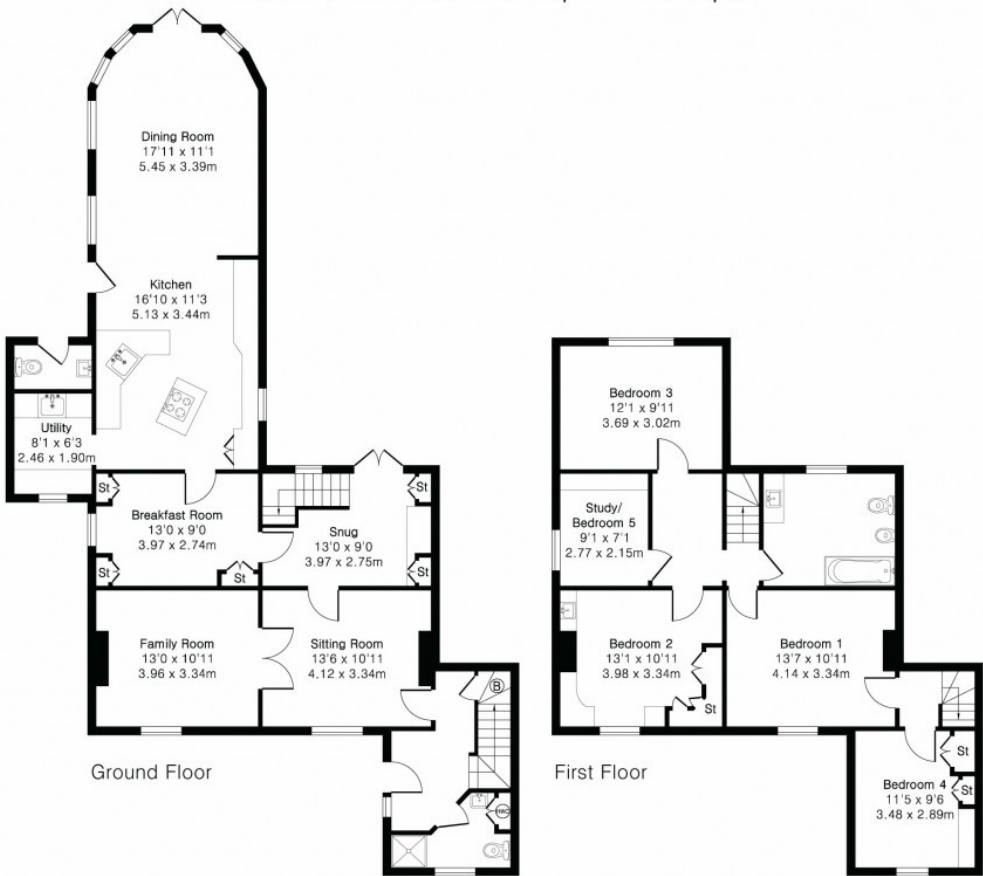 Dining Room
17'11 x 11'1
5.45 x 3.39m
Kitchen
16'10 x 11'3
5.13 x 3.44m
Utility
8'1 x 6'3
2.46 x 1.90m
St
Breakfast Room
13'0 x 9'0
3.97 x 2.74m
St
St
Snug
13'0 x 9'0
3.97 x 2.75m
St
St
Family Room
13'0 x 10'11
3.96 x 3.34m
Sitting Room
13'6 x 10'11
4.12 x 3.34m
B
HWC
Ground Floor
Bedroom 3
12'1 x 9'11
3.69 x 3.02m
Study/
Bedroom 5
9'1 x 7'1
2.77 x 2.15m
Bedroom 2
13'1 x 10'11
3.98 x 3.34m
St
Bedroom 1
13'7 x 10'11
4.14 x 3.34m
St
St
Bedroom 4
11'5 x 9'6
3.48 x 2.89m
First Floor